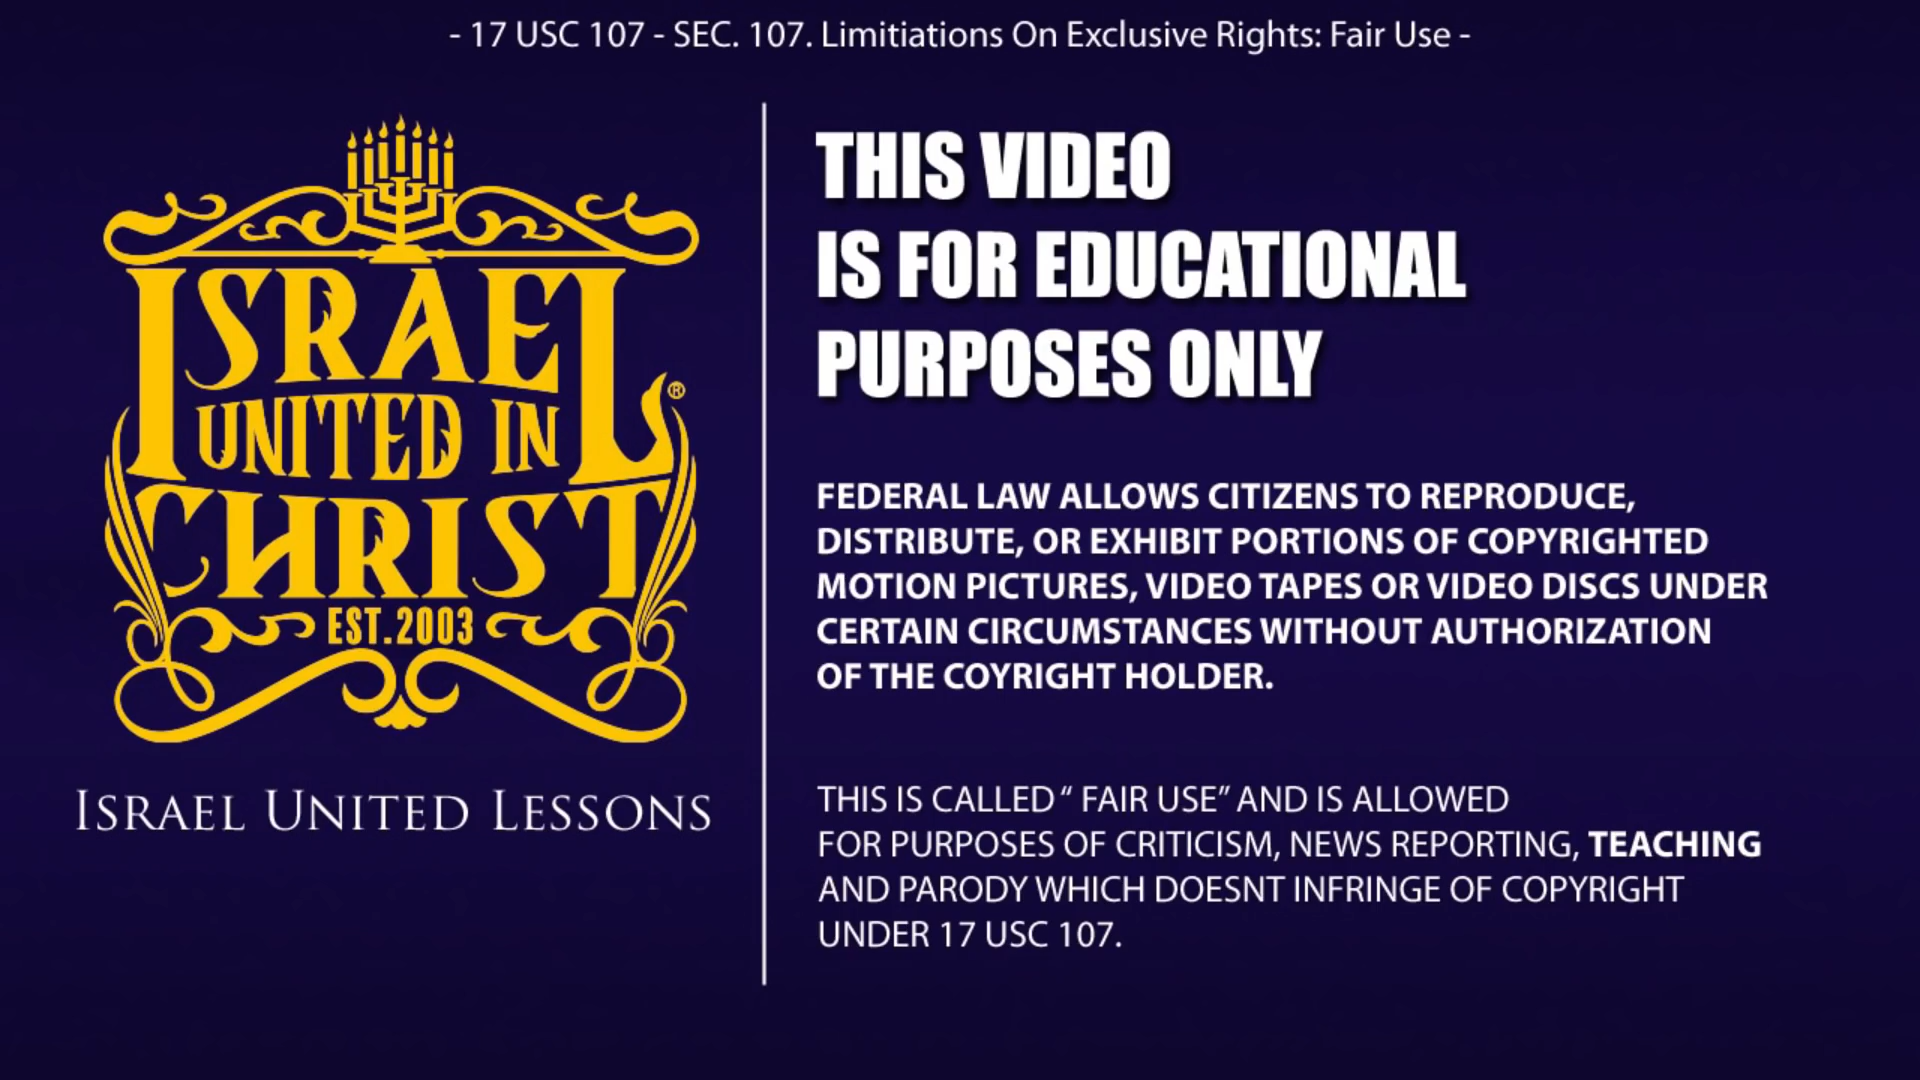 - 17 USC 107 - SEC. 107. Limitiations On Exclusive Rights: Fair Use -
ISRAEL
UNITED IN
CHRIST
®
EST.2003
ISRAEL UNITED LESSONS
THIS VIDEO
IS FOR EDUCATIONAL
PURPOSES ONLY
FEDERAL LAW ALLOWS CITIZENS TO REPRODUCE,
DISTRIBUTE, OR EXHIBIT PORTIONS OF COPYRIGHTED
MOTION PICTURES, VIDEO TAPES OR VIDEO DISCS UNDER
CERTAIN CIRCUMSTANCES WITHOUT AUTHORIZATION
OF THE COYRIGHT HOLDER.
THIS IS CALLED “ FAIR USE” AND IS ALLOWED
FOR PURPOSES OF CRITICISM, NEWS REPORTING, TEACHING
AND PARODY WHICH DOESNT INFRINGE OF COPYRIGHT
UNDER 17 USC 107.